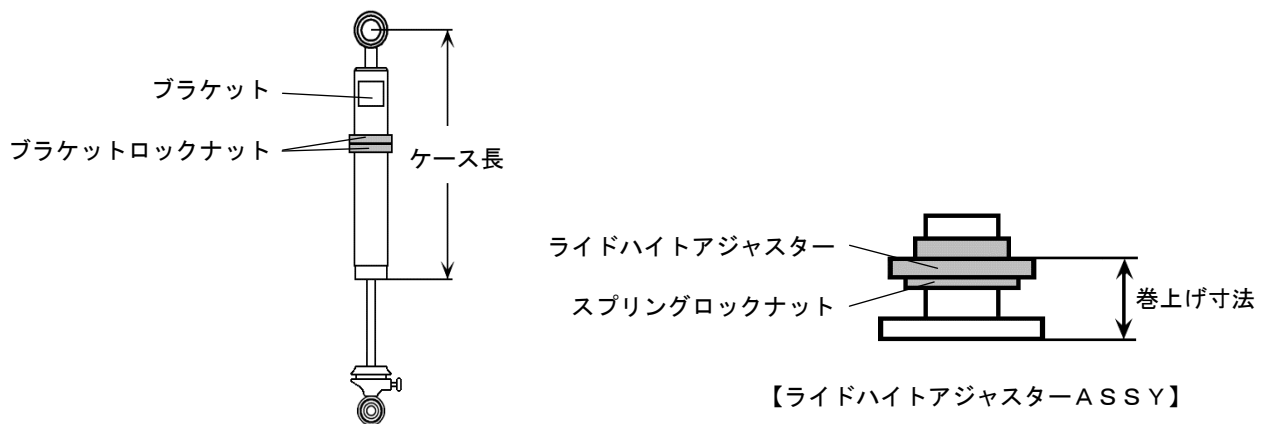 ブラケット
ブラケットロックナット
ケース長
ライドハイトアジャスター
スプリングロックナット
巻上げ寸法
【ライドハイトアジャスターＡＳＳＹ】